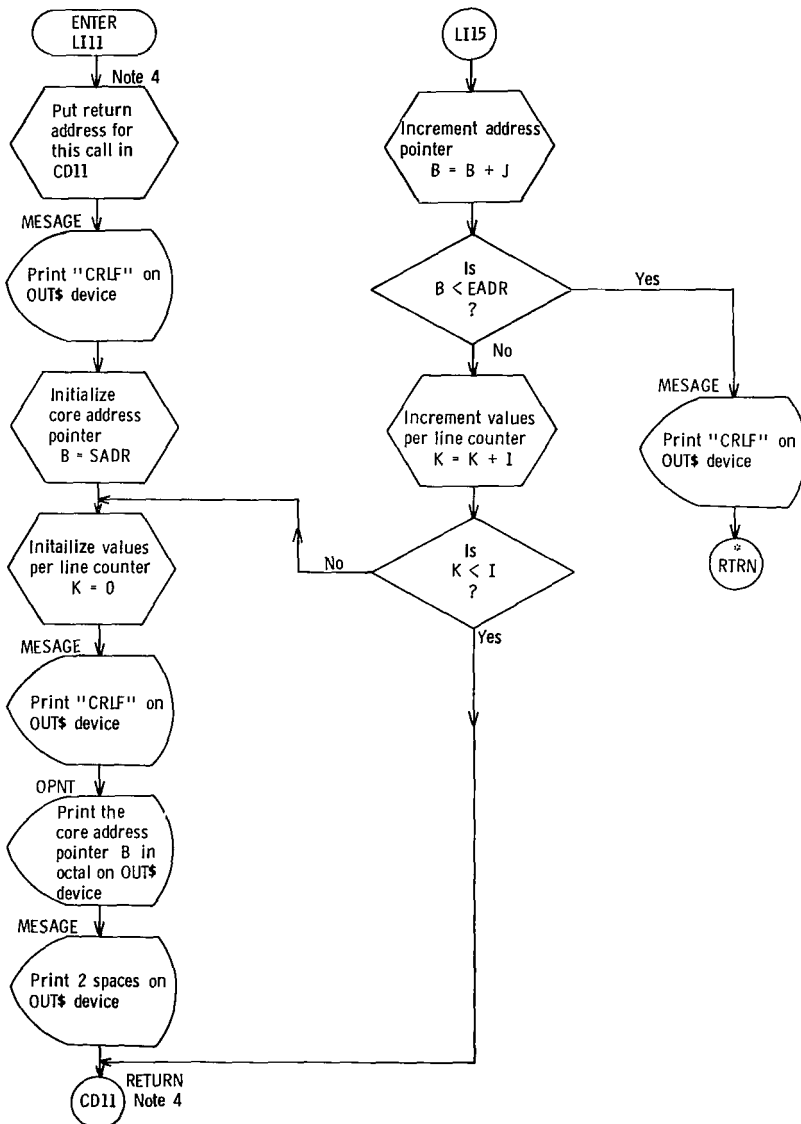 ENTER
LI11
Note 4
Put return
address for
this call in
CD11
MESAGE
Print "CRLF" on
OUT$ device
Initialize
core address
pointer
B = SADR
Initailize values
per line counter
K = 0
MESAGE
Print "CRLF" on
OUT$ device
OPNT
Print the
core address
pointer B in
octal on OUT$
device
MESAGE
Print 2 spaces on
OUT$ device
RETURN
CD11
Note 4
LI15
Increment address
pointer
B = B + J
Is
B < EADR
?
Yes
No
Increment values
per line counter
K = K + 1
Is
K < I
?
No
Yes
MESAGE
Print "CRLF" on
OUT$ device
*
RTRN